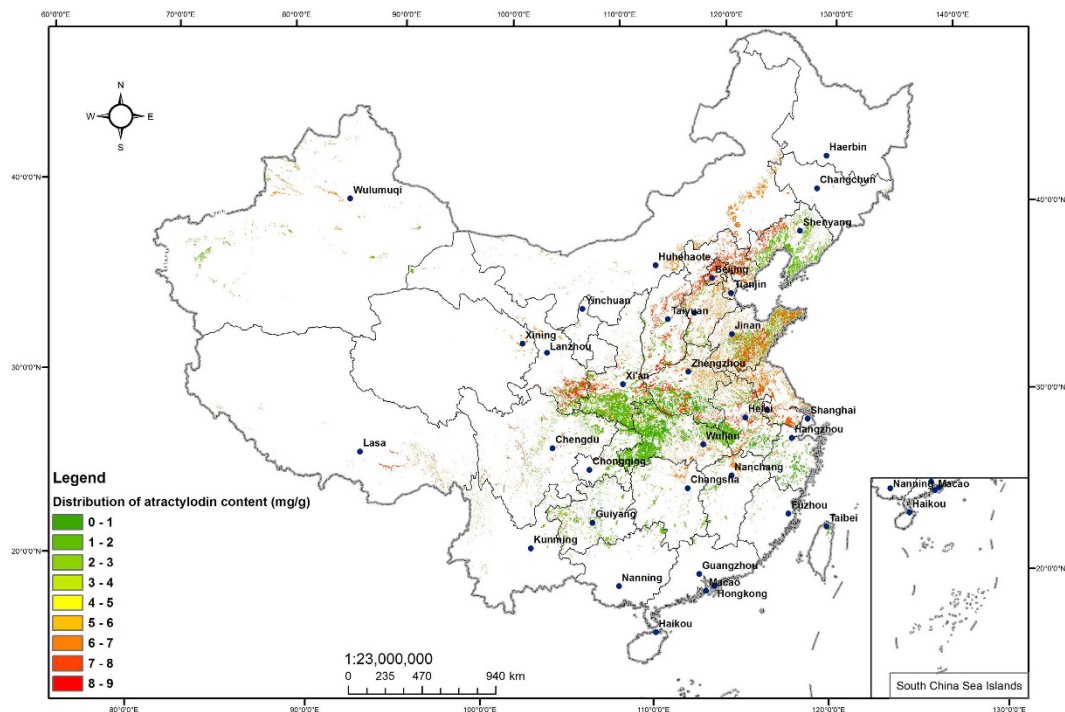 60°0'0"E 70°0'0"E 80°0'0"E 90°0'0"E 100°0'0"E 110°0'0"E 120°0'0"E 130°0'0"E 140°0'0"E
N
W E
S
Haerbin
40°0'0"N Wulumuqi Changchun 40°0'0"N
Shenyang
Huhehaote
Beijing
Tianjin
Yinchuan
Taiyuan
Jinan
Xining
Lanzhou
Zhengzhou
30°0'0"N Xi'an 30°0'0"N
Hefei Shanghai
Hangzhou
Wuhan
Lasa Chengdu
Chongqing Nanchang
Changsha
Legend
Distribution of atractylodin content (mg/g)
0 - 1
1 - 2
2 - 3
3 - 4
4 - 5
5 - 6
6 - 7
7 - 8
8 - 9
Guiyang Fuzhou Taibei
20°0'0"N Kunming 20°0'0"N
Guangzhou
Nanning Macao
Hongkong
Haikou
Nanning Macao
Haikou
1:23,000,000
0 235 470 940 km
South China Sea Islands
80°0'0"E 90°0'0"E 100°0'0"E 110°0'0"E 120°0'0"E 130°0'0"E